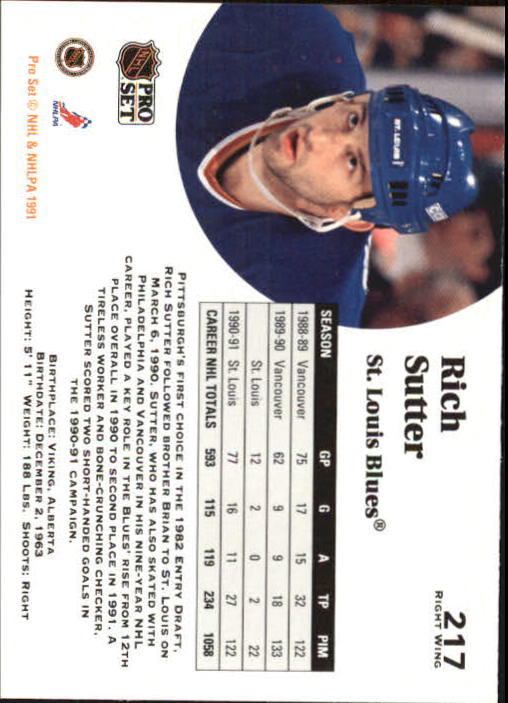 217
RIGHT WING
Rich
Sutter
St. Louis Blues®
SEASON GP G A TP PIM
1988-89 Vancouver 75 17 15 32 122
1989-90 Vancouver 62 9 9 18 133
St. Louis 12 2 0 2 22
1990-91 St. Louis 77 16 11 27 122
CAREER NHL TOTALS 593 115 119 234 1058
PITTSBURGH'S FIRST CHOICE IN THE 1982 ENTRY DRAFT,
RICH SUTTER FOLLOWED BROTHER BRIAN TO ST. LOUIS ON
MARCH 6, 1990. SUTTER, WHO HAS ALSO SKATED WITH
PHILADELPHIA AND VANCOUVER IN HIS NINE-YEAR NHL
CAREER, PLAYED A KEY ROLE IN THE BLUES' RISE FROM 12TH
PLACE OVERALL IN 1990 TO SECOND PLACE IN 1991. A
TIRELESS WORKER AND BONE-CRUNCHING CHECKER,
SUTTER SCORED TWO SHORT-HANDED GOALS IN
THE 1990-91 CAMPAIGN.
BIRTHPLACE: VIKING, ALBERTA
BIRTHDATE: DECEMBER 2, 1963
HEIGHT: 5' 11" WEIGHT: 188 LBS. SHOOTS: RIGHT
ST. LOUIS
NHL
PRO
SET
NHLPA
Pro Set © NHL & NHLPA 1991